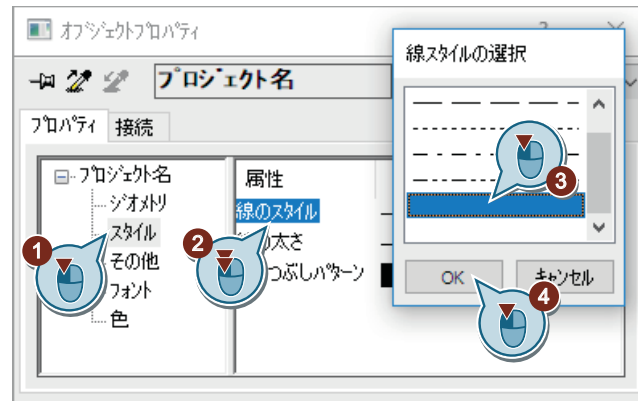 オブジェクトプロパティ
?
プロジェクト名
プロパティ 接続
プロジェクト名
ジオメトリ
スタイル
その他
フォント
色
属性
線のスタイル
太さ
つぶしパターン
線スタイルの選択
OK キャンセル
1
2
3
4